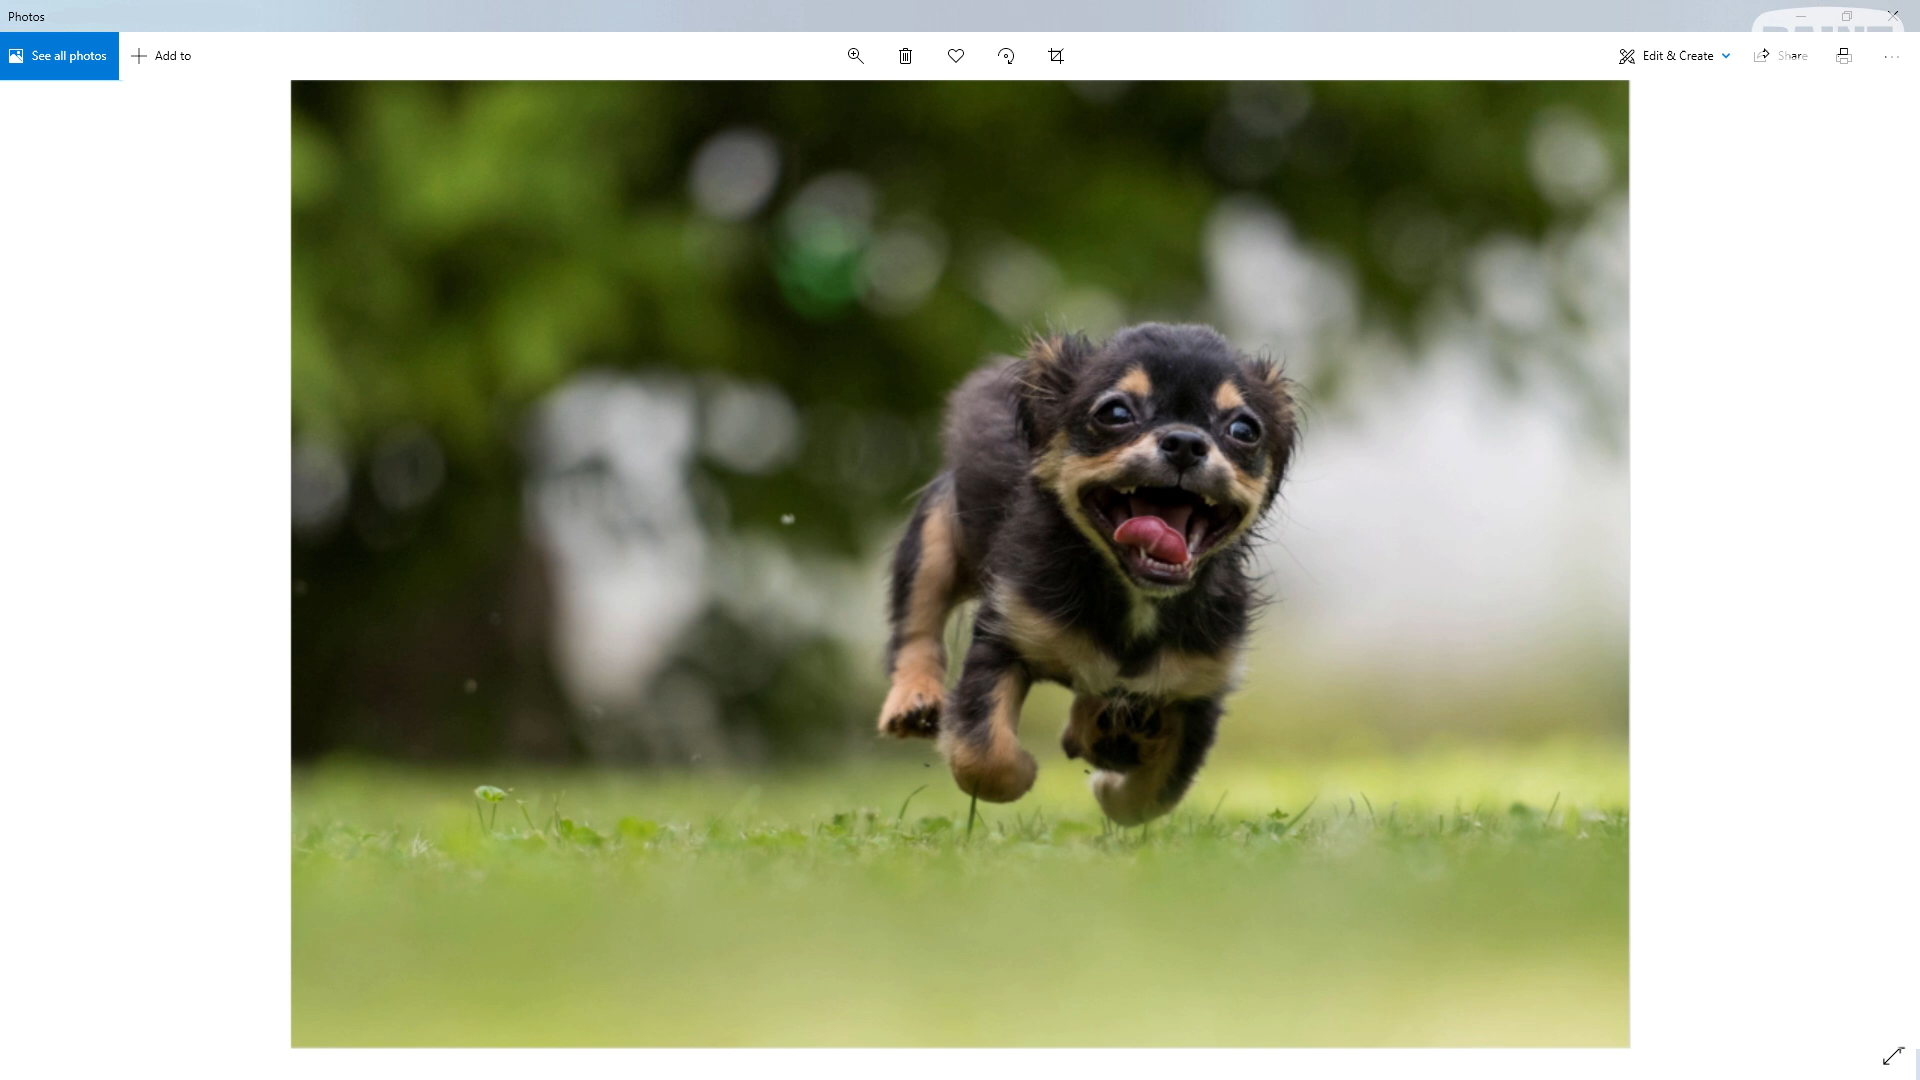 Photos
See all photos
Add to
Edit & Create
Share